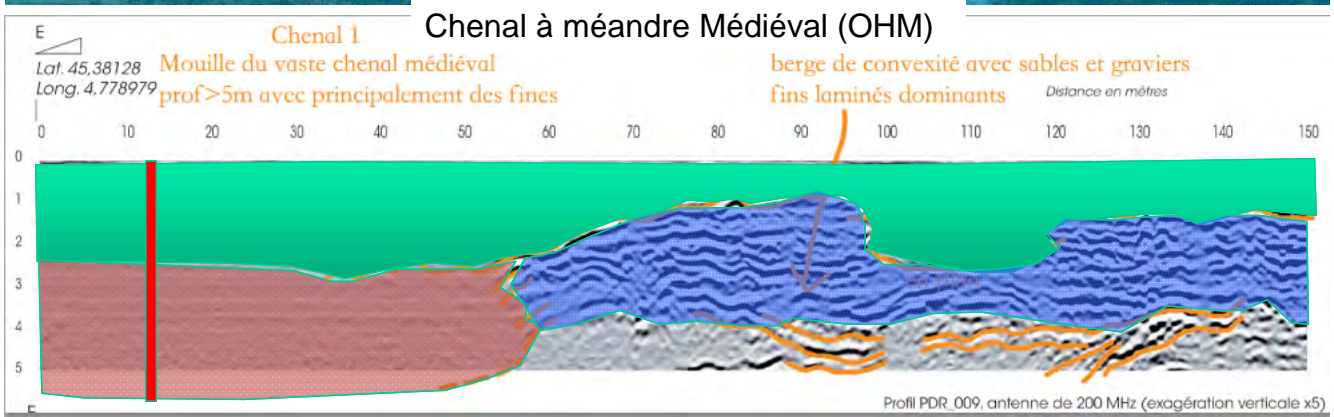 Chenal à méandre Médiéval (OHM)
E
Chenal 1
Lat. 45,38128
Long. 4,778979
Mouille du vaste chenal médiéval
prof>5m avec principalement des fines
berge de convexité avec sables et graviers
fins laminés dominants
Distance en mètres
0 10 20 30 40 50 60 70 80 90 100 110 120 130 140 150
0
1
2
3
4
5
Profil PDR_009, antenne de 200 MHz (exagération verticale x5)